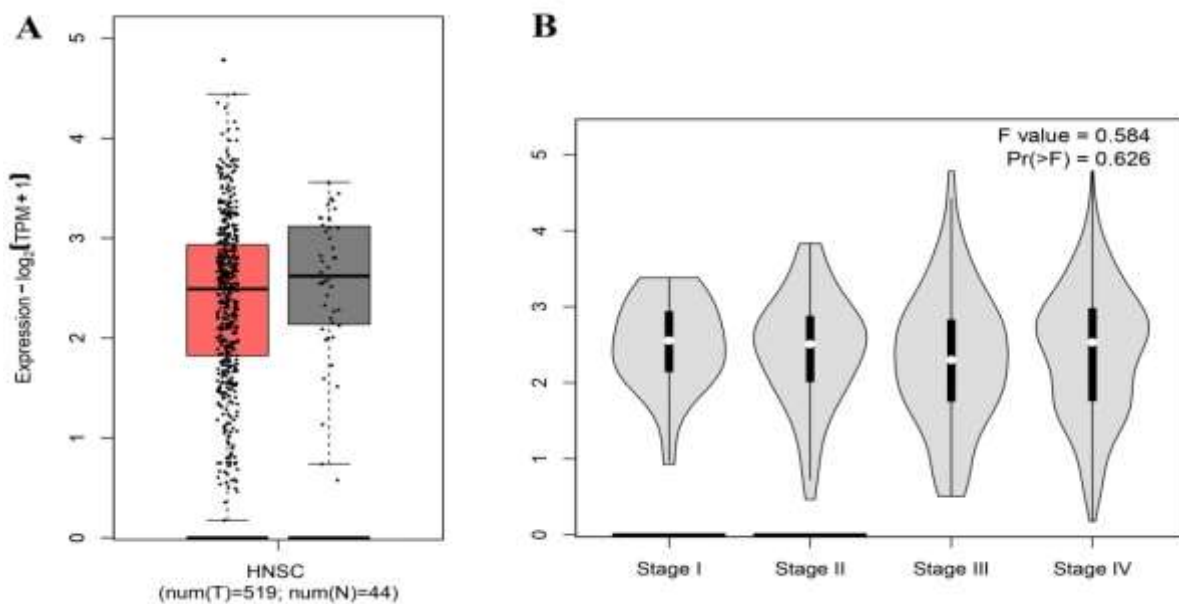 A
Expression − log₂(TPM + 1)
5
4
3
2
1
0
HNSC
(num(T)=519; num(N)=44)
B
F value = 0.584
Pr(>F) = 0.626
5
4
3
2
1
0
Stage I
Stage II
Stage III
Stage IV